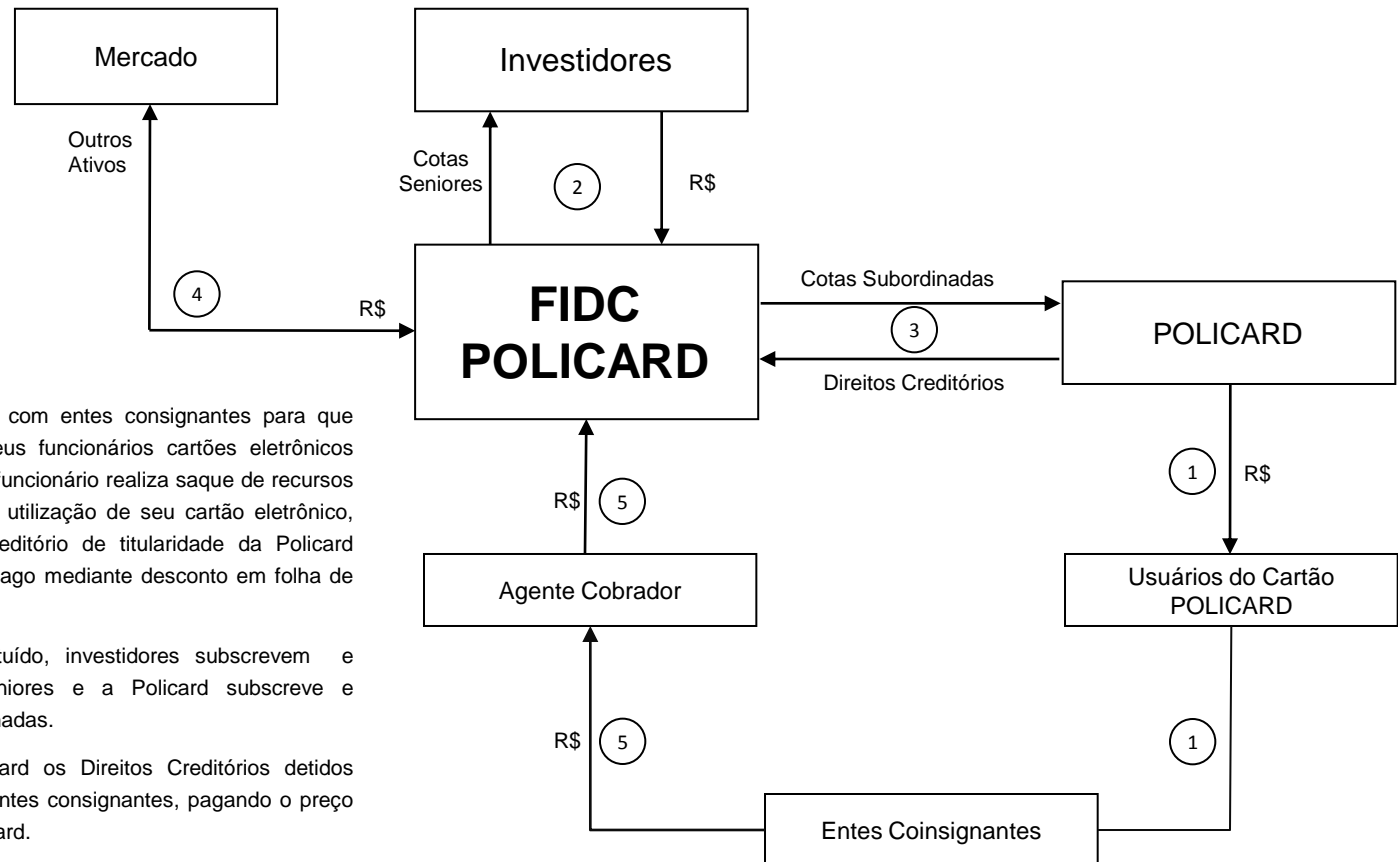 Mercado
Investidores
Outros
Ativos
Cotas
Seniores
2
R$
4
R$
FIDC
POLICARD
Cotas Subordinadas
3
Direitos Creditórios
POLICARD
com entes consignantes para que
eus funcionários cartões eletrônicos
funcionário realiza saque de recursos
utilização de seu cartão eletrônico,
editório de titularidade da Policard
ago mediante desconto em folha de
tuído, investidores subscrevem e
niores e a Policard subscreve e
nadas.
ard os Direitos Creditórios detidos
entes consignantes, pagando o preço
card.
1
R$
R$
5
Agente Cobrador
Usuários do Cartão
POLICARD
R$
5
1
Entes Coinsignantes